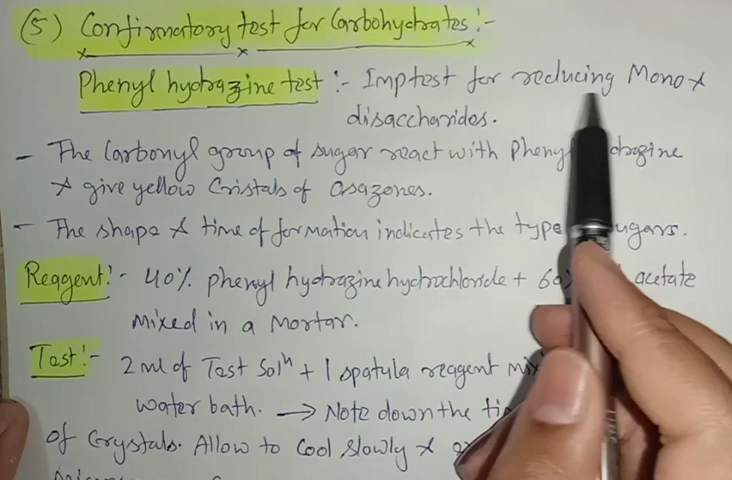 (5) Confirmatory test for Carbohydrates:-
Phenyl hydrazine test :- Imp test for reducing Mono &
disaccharides.
- The Carbonyl group of sugar react with Phenyl
& give yellow Cristals of Osazones.
- The shape & time of formation indicates the type
Reagent:- 40% phenyl hydrazine hydrochloride + 60% acetate
mixed in a Mortar.
Test:- 2 ml of Test Solⁿ + 1 spatula reagent
water bath. → Note down the
of Crystals. Allow to Cool slowly &